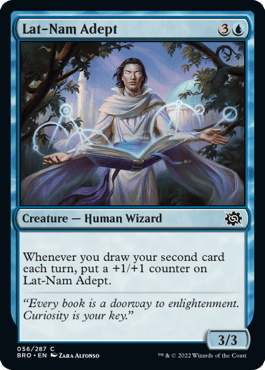 Lat-Nam Adept 3
Creature — Human Wizard
Whenever you draw your second card
each turn, put a +1/+1 counter on
Lat-Nam Adept.
“Every book is a doorway to enlightenment.
Curiosity is your key.”
3/3
056/287 C
BRO • EN ZARA ALFONSO
™ & © 2022 Wizards of the Coast